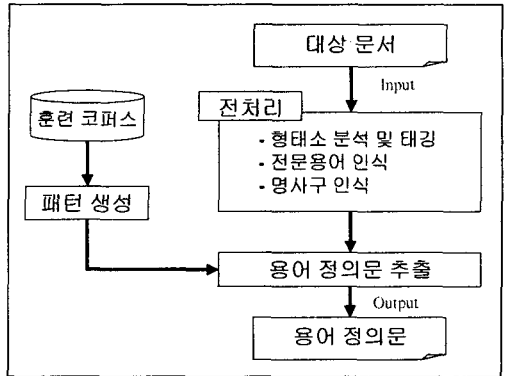 대상 문서
Input
전처리
훈련 코퍼스
- 형태소 분석 및 태깅
- 전문용어 인식
- 명사구 인식
패턴 생성
용어 정의문 추출
Output
용어 정의문